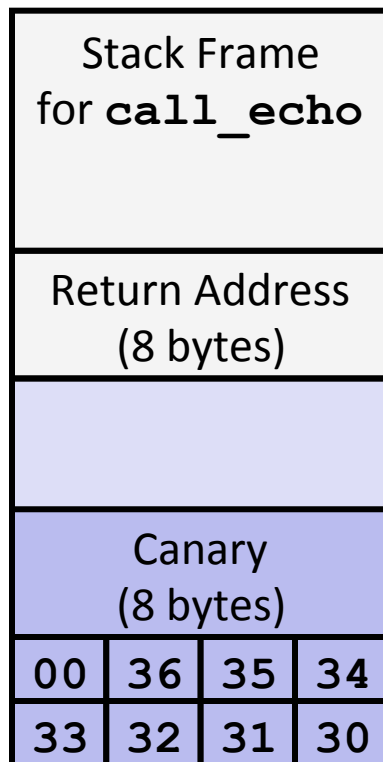 Stack Frame
for call_echo
Return Address
(8 bytes)
Canary
(8 bytes)
00 36 35 34
33 32 31 30